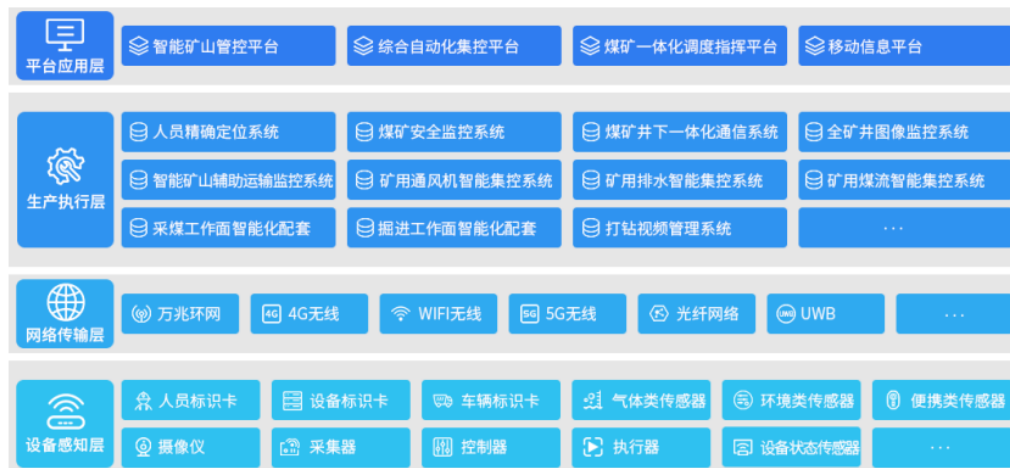 平台应用层
智能矿山管控平台
综合自动化集控平台
煤矿一体化调度指挥平台
移动信息平台
生产执行层
人员精确定位系统
煤矿安全监控系统
煤矿井下一体化通信系统
全矿井图像监控系统
智能矿山辅助运输监控系统
矿用通风机智能集控系统
矿用排水智能集控系统
矿用煤流智能集控系统
采煤工作面智能化配套
掘进工作面智能化配套
打钻视频管理系统
...
网络传输层
万兆环网
4G 4G无线
WIFI无线
5G 5G无线
光纤网络
UWB UWB
...
设备感知层
人员标识卡
设备标识卡
车辆标识卡
气体类传感器
环境类传感器
便携类传感器
摄像仪
采集器
控制器
执行器
设备状态传感器
...